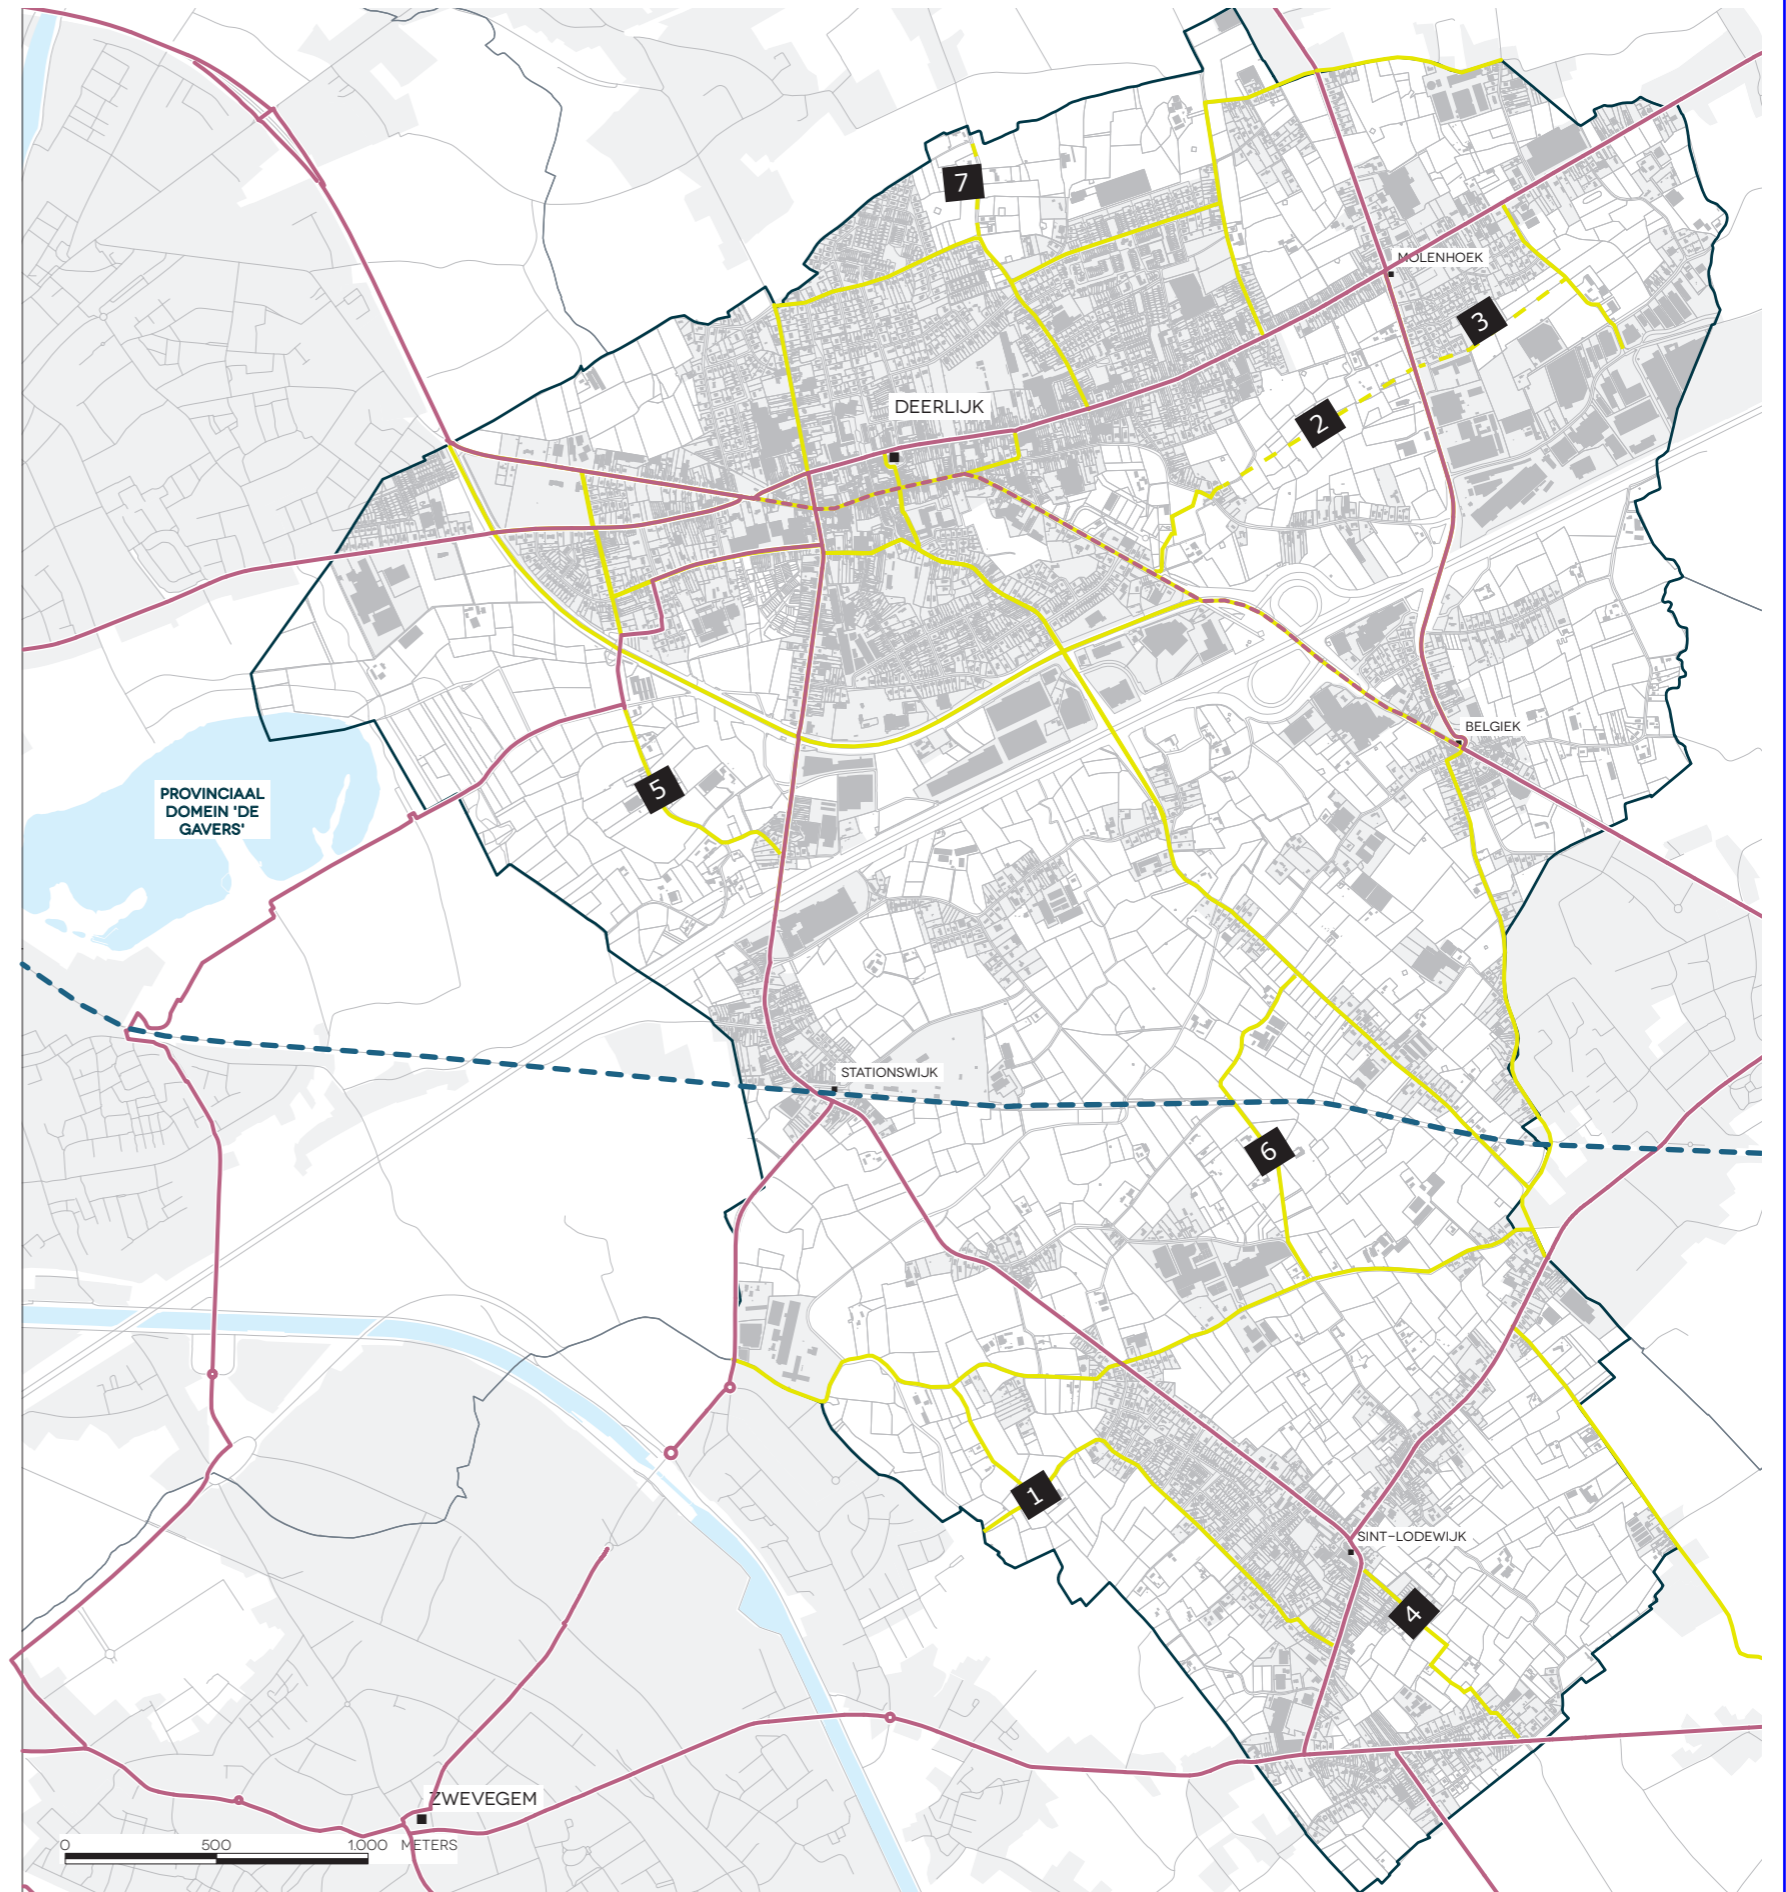 7
MOLENHOEK
3
DEERLIJK
2
BELGIEK
5
PROVINCIAAL
DOMEIN 'DE
GAVERS'
STATIONSWIJK
6
1
SINT-LODEWIJK
4
ZWEVEGEM
0 500 1.000 METERS